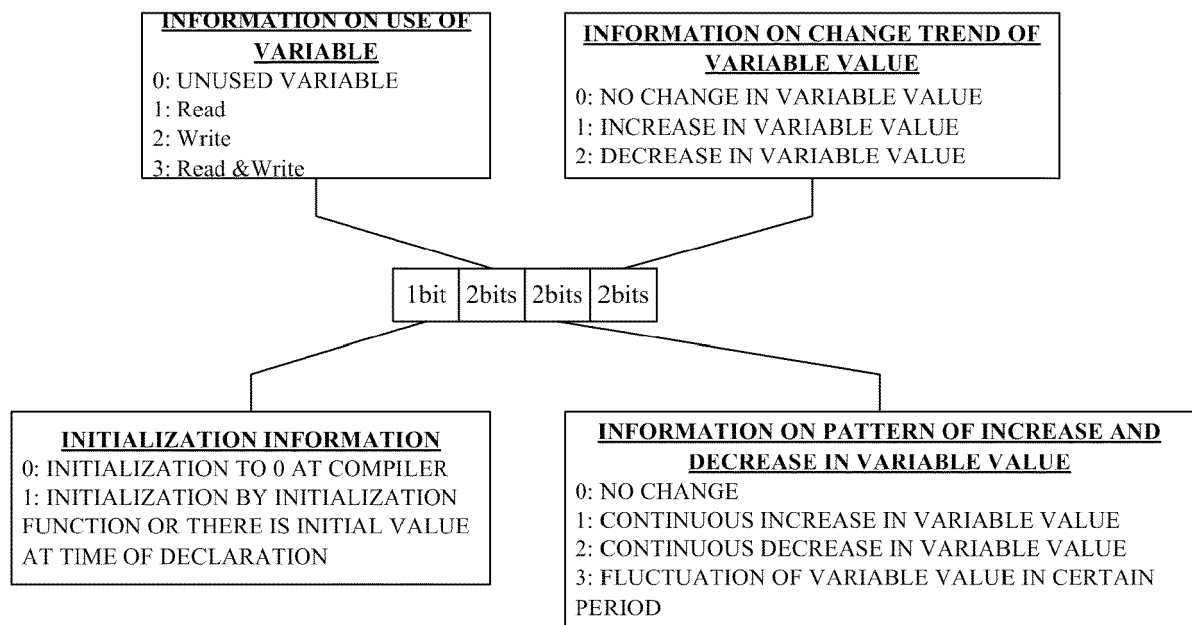 INFORMATION ON USE OF
VARIABLE
0: UNUSED VARIABLE
1: Read
2: Write
3: Read &Write
INFORMATION ON CHANGE TREND OF
VARIABLE VALUE
0: NO CHANGE IN VARIABLE VALUE
1: INCREASE IN VARIABLE VALUE
2: DECREASE IN VARIABLE VALUE
1bit 2bits 2bits 2bits
INITIALIZATION INFORMATION
0: INITIALIZATION TO 0 AT COMPILER
1: INITIALIZATION BY INITIALIZATION
FUNCTION OR THERE IS INITIAL VALUE
AT TIME OF DECLARATION
INFORMATION ON PATTERN OF INCREASE AND
DECREASE IN VARIABLE VALUE
0: NO CHANGE
1: CONTINUOUS INCREASE IN VARIABLE VALUE
2: CONTINUOUS DECREASE IN VARIABLE VALUE
3: FLUCTUATION OF VARIABLE VALUE IN CERTAIN
PERIOD